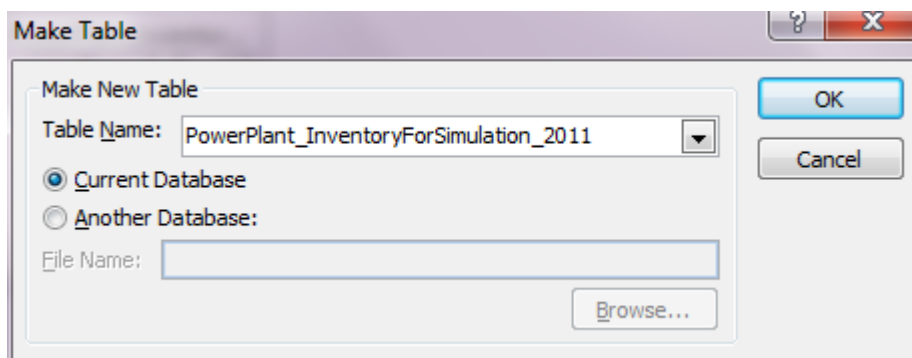 Make Table
Make New Table
Table Name: PowerPlant_InventoryForSimulation_2011
OK
Cancel
Current Database
Another Database:
File Name:
Browse...